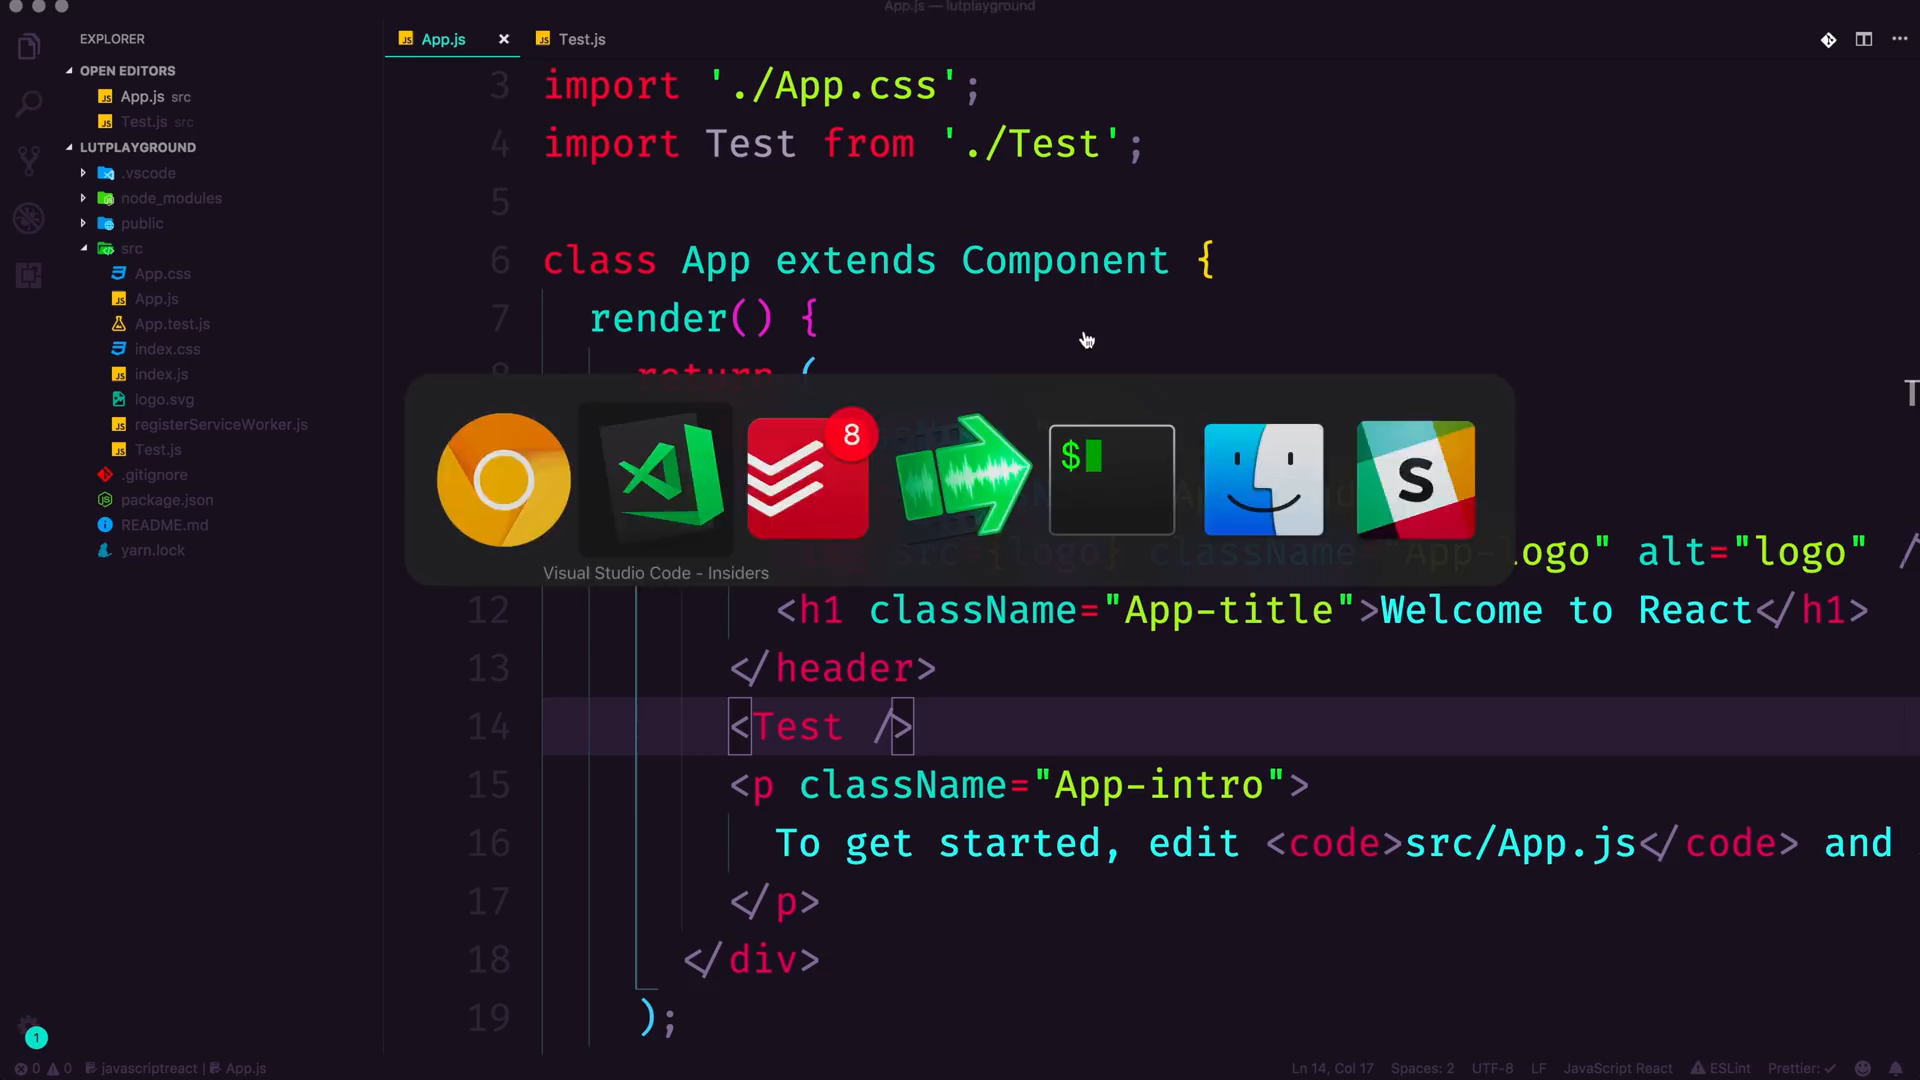 App.js — lutplayground
EXPLORER
OPEN EDITORS
App.js src
Test.js src
LUTPLAYGROUND
.vscode
node_modules
public
src
App.css
App.js
App.test.js
index.css
index.js
logo.svg
registerServiceWorker.js
Test.js
.gitignore
package.json
README.md
yarn.lock
App.js
Test.js
3 import './App.css';
4 import Test from './Test';
5
6 class App extends Component {
7 render() {
8 return (
src={logo} className="App-logo" alt="logo" /
8
$
S
Visual Studio Code - Insiders
12 <h1 className="App-title">Welcome to React</h1>
13 </header>
14 <Test />
15 <p className="App-intro">
16 To get started, edit <code>src/App.js</code> and
17 </p>
18 </div>
19 );
1
0 0 javascriptreact | App.js
Ln 14, Col 17 Spaces: 2 UTF-8 LF JavaScript React ESLint Prettier: ✓